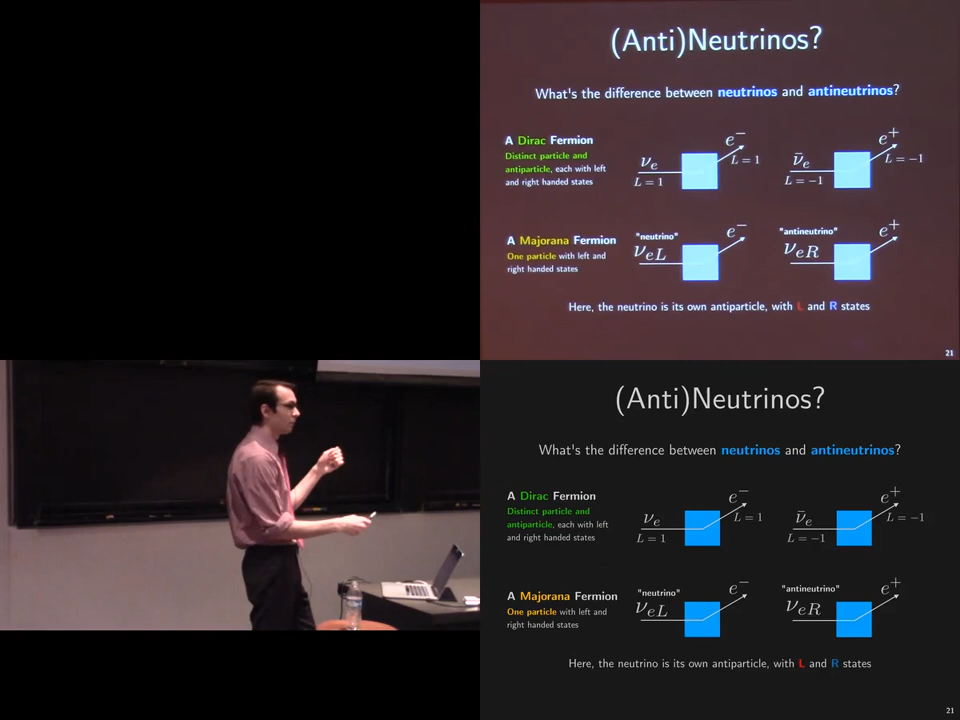 (Anti)Neutrinos?
What's the difference between neutrinos and antineutrinos?
A Dirac Fermion
Distinct particle and
antiparticle, each with left
and right handed states
νₑ
L = 1
e⁻
L = 1
ν̄ₑ
L = −1
e⁺
L = −1
A Majorana Fermion
One particle with left and
right handed states
"neutrino"
νₑL
e⁻
"antineutrino"
νₑR
e⁺
Here, the neutrino is its own antiparticle, with L and R states
21
(Anti)Neutrinos?
What's the difference between neutrinos and antineutrinos?
A Dirac Fermion
Distinct particle and
antiparticle, each with left
and right handed states
νₑ
L = 1
e⁻
L = 1
ν̄ₑ
L = −1
e⁺
L = −1
A Majorana Fermion
One particle with left and
right handed states
"neutrino"
νₑL
e⁻
"antineutrino"
νₑR
e⁺
Here, the neutrino is its own antiparticle, with L and R states
21